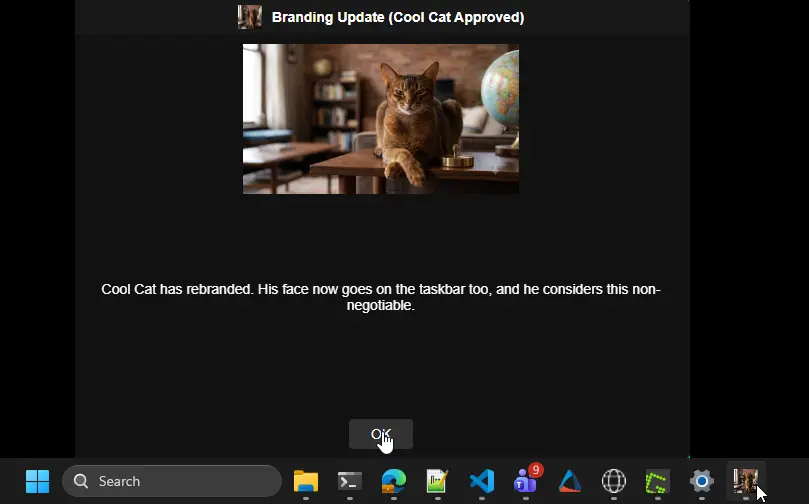 Branding Update (Cool Cat Approved)
Cool Cat has rebranded. His face now goes on the taskbar too, and he considers this non-
negotiable.
OK
Search
9